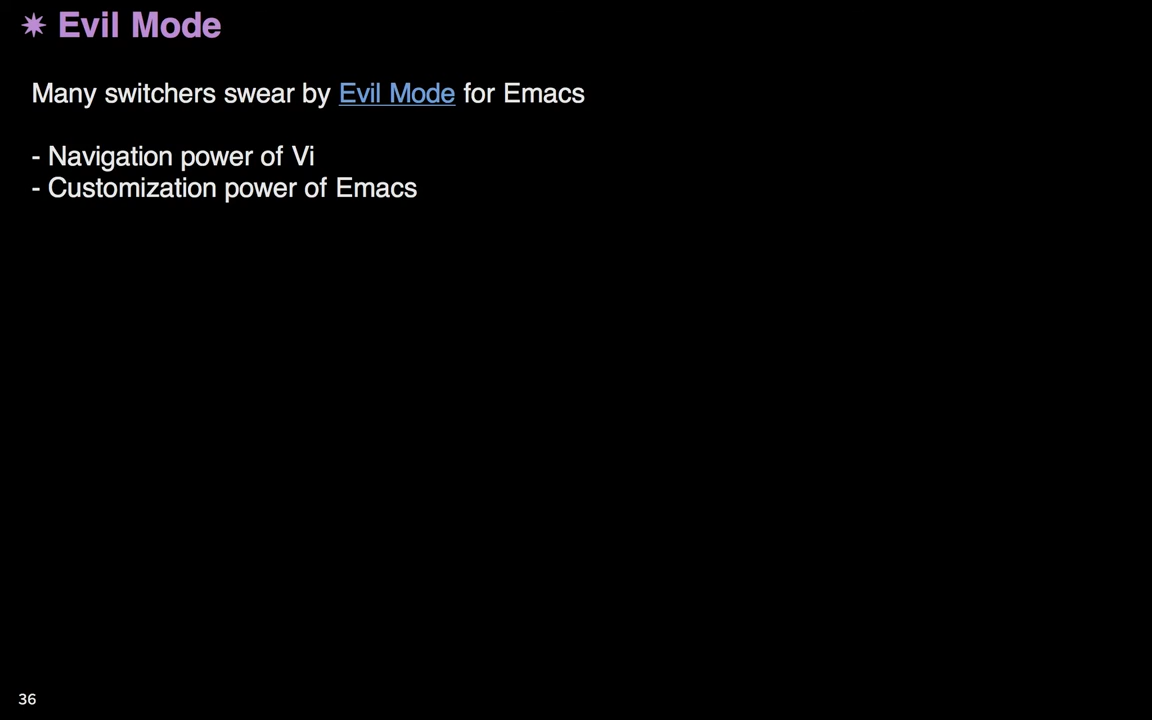 ✷ Evil Mode
Many switchers swear by Evil Mode for Emacs
- Navigation power of Vi
- Customization power of Emacs
36